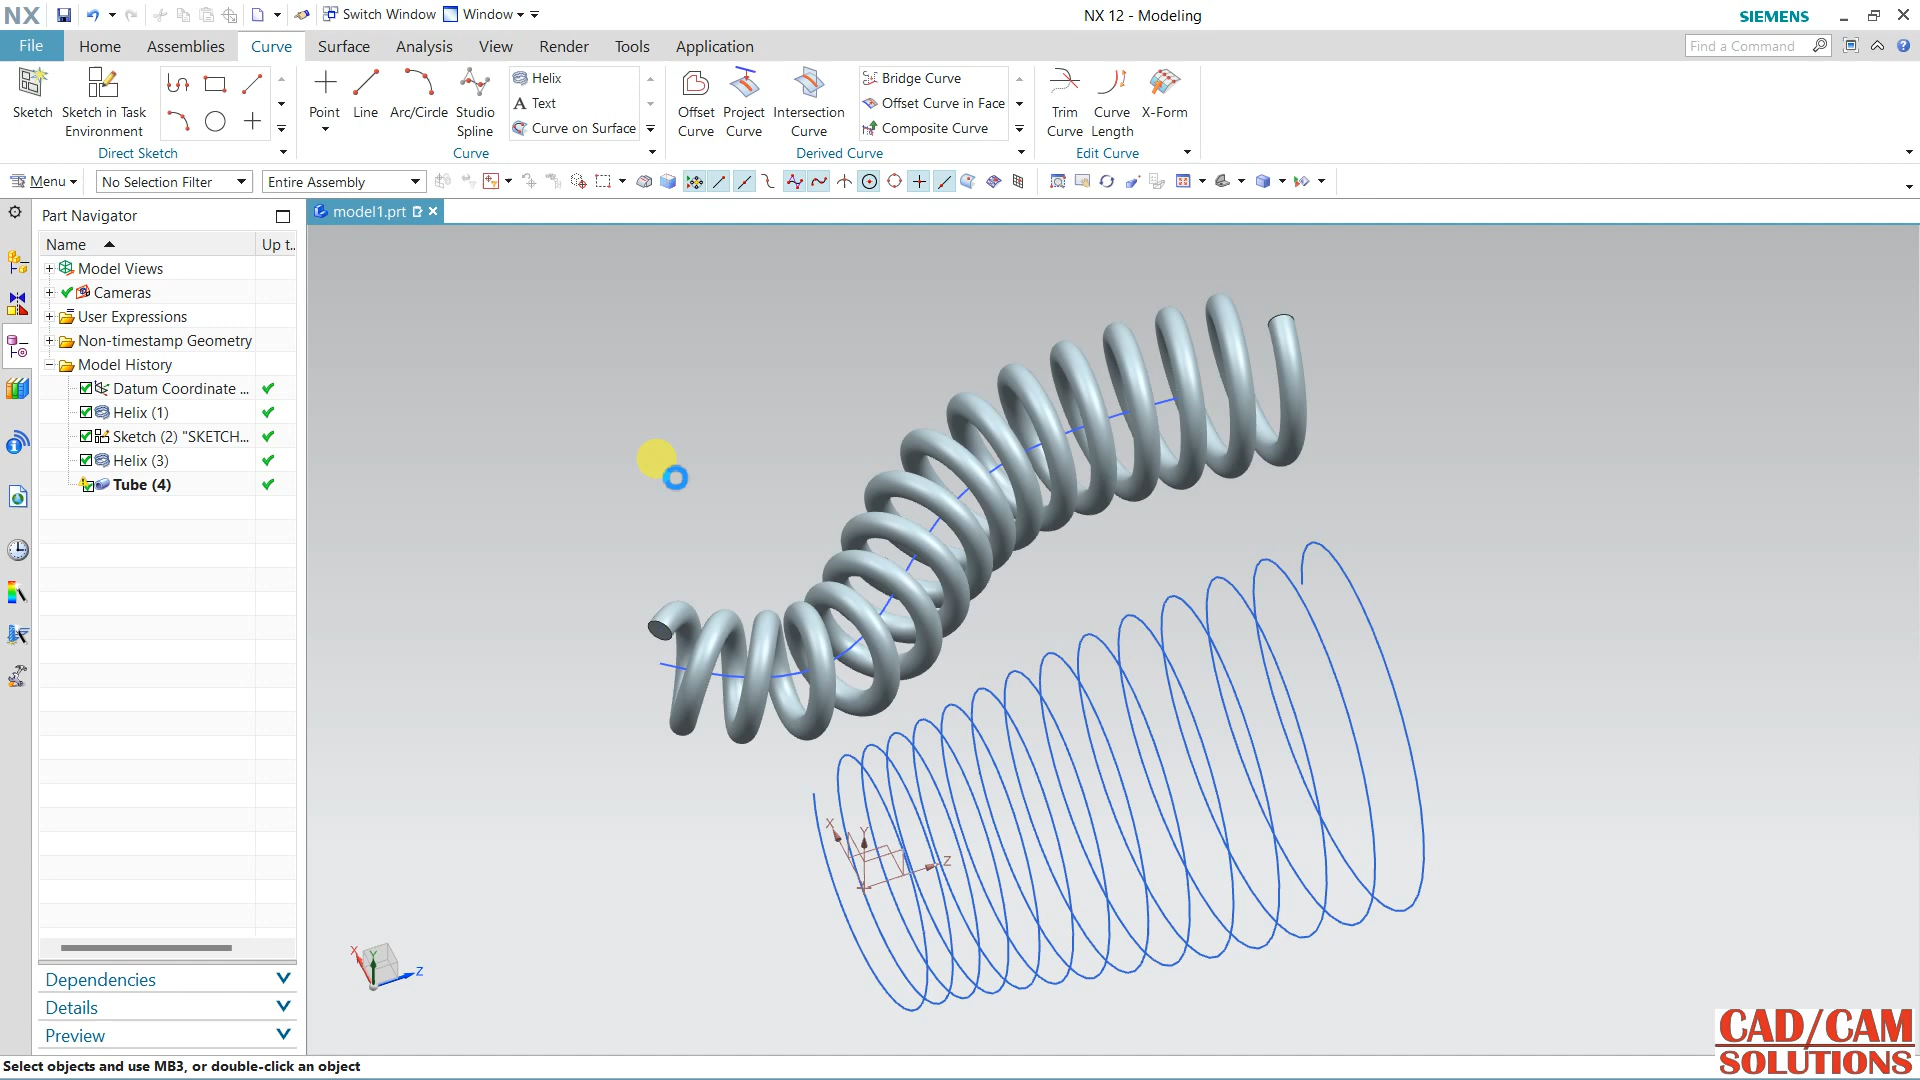 NX
Switch Window
Window
NX 12 - Modeling
SIEMENS
File
Home
Assemblies
Curve
Surface
Analysis
View
Render
Tools
Application
Find a Command
Sketch
Sketch in Task
Environment
Direct Sketch
Point
Line
Arc/Circle
Studio
Spline
Helix
A Text
Curve on Surface
Curve
Offset
Curve
Project
Curve
Intersection
Curve
Bridge Curve
Offset Curve in Face
Composite Curve
Derived Curve
Trim
Curve
Curve
Length
X-Form
Edit Curve
Menu
No Selection Filter
Entire Assembly
Part Navigator
model1.prt
Name
Up t..
Model Views
Cameras
User Expressions
Non-timestamp Geometry
Model History
Datum Coordinate ...
Helix (1)
Sketch (2) "SKETCH...
Helix (3)
Tube (4)
X
Y
Z
X
Y
Z
Dependencies
Details
Preview
Select objects and use MB3, or double-click an object
CAD/CAM
SOLUTIONS